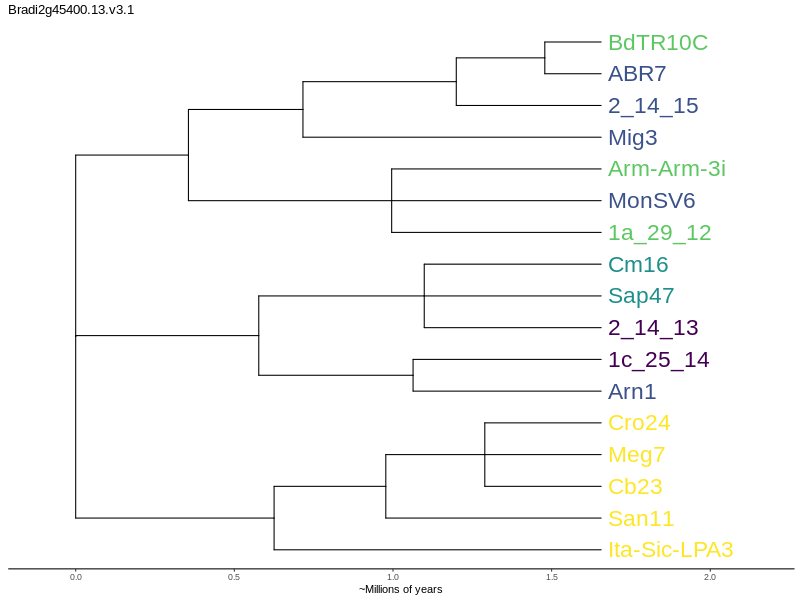 Bradi2g45400.13.v3.1
BdTR10C
ABR7
2_14_15
Mig3
Arm-Arm-3i
MonSV6
1a_29_12
Cm16
Sap47
2_14_13
1c_25_14
Arn1
Cro24
Meg7
Cb23
San11
Ita-Sic-LPA3
0.0 0.5 1.0 1.5 2.0
~Millions of years